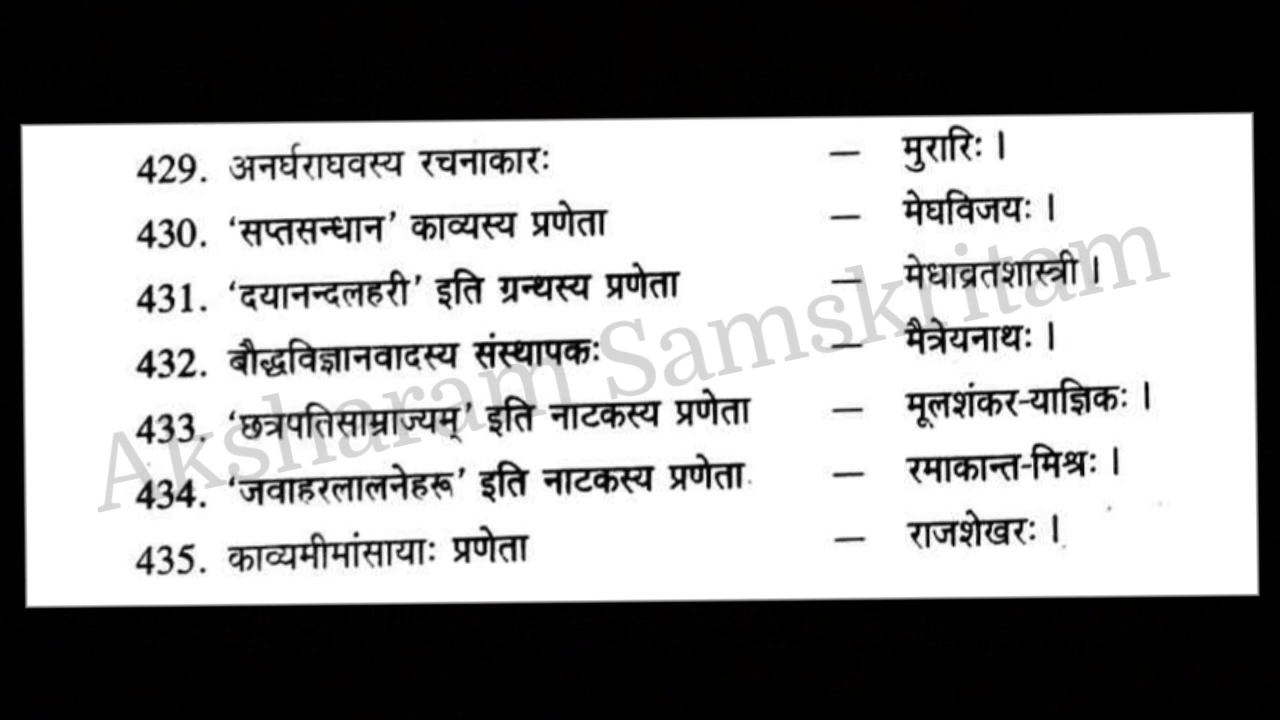 429. अनर्घराघवस्य रचनाकारः — मुरारिः ।
430. ‘सप्तसन्धान’ काव्यस्य प्रणेता — मेघविजयः ।
431. ‘दयानन्दलहरी’ इति ग्रन्थस्य प्रणेता — मेधाव्रतशास्त्री ।
432. बौद्धविज्ञानवादस्य संस्थापकः — मैत्रेयनाथः ।
433. ‘छत्रपतिसाम्राज्यम्’ इति नाटकस्य प्रणेता — मूलशंकर-याज्ञिकः ।
434. ‘जवाहरलालनेहरू’ इति नाटकस्य प्रणेता — रमाकान्त-मिश्रः ।
435. काव्यमीमांसायाः प्रणेता — राजशेखरः ।
Aksharam Samskritam